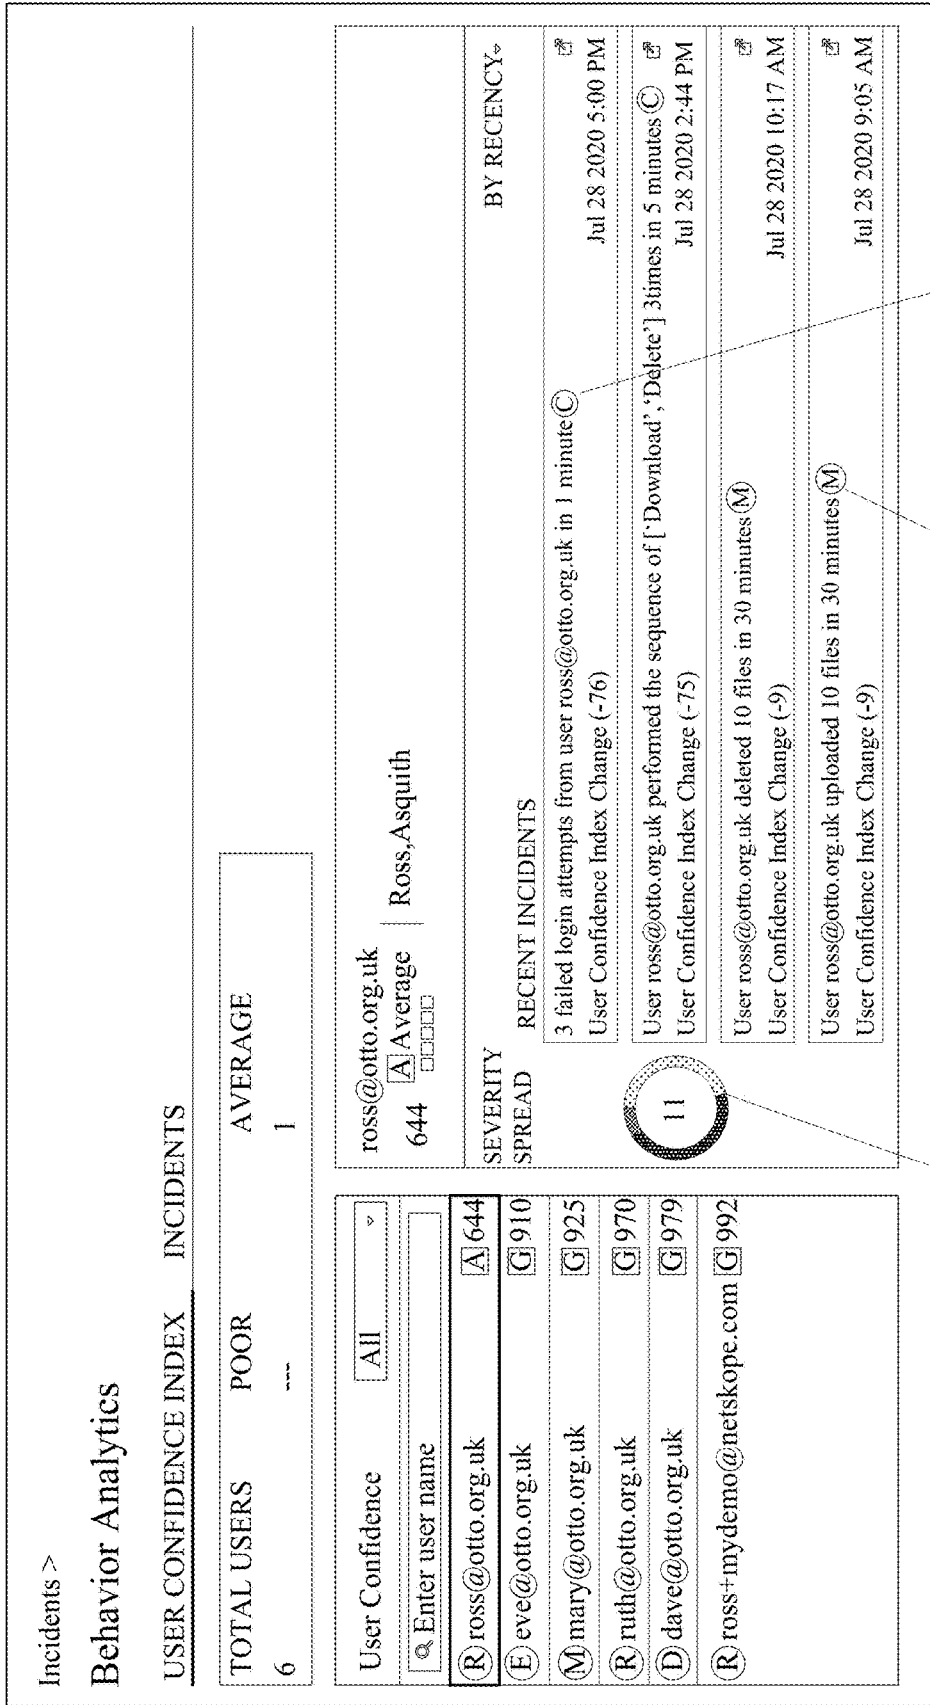 Incidents >
Behavior Analytics
USER CONFIDENCE INDEX INCIDENTS
TOTAL USERS POOR AVERAGE
6 --- 1
User Confidence All
Enter user name
R ross@otto.org.uk A 644
E eve@otto.org.uk G 910
M mary@otto.org.uk G 925
R ruth@otto.org.uk G 970
D dave@otto.org.uk G 979
R ross+mydemo@netskope.com G 992
ross@otto.org.uk
644 A Average | Ross,Asquith
SEVERITY
SPREAD
11
RECENT INCIDENTS BY RECENCY
3 failed login attempts from user ross@otto.org.uk in 1 minute C
User Confidence Index Change (-76) Jul 28 2020 5:00 PM
User ross@otto.org.uk performed the sequence of [`Download',‘Delete’] 3times in 5 minutes C
User Confidence Index Change (-75) Jul 28 2020 2:44 PM
User ross@otto.org.uk deleted 10 files in 30 minutes M
User Confidence Index Change (-9) Jul 28 2020 10:17 AM
User ross@otto.org.uk uploaded 10 files in 30 minutes M
User Confidence Index Change (-9) Jul 28 2020 9:05 AM